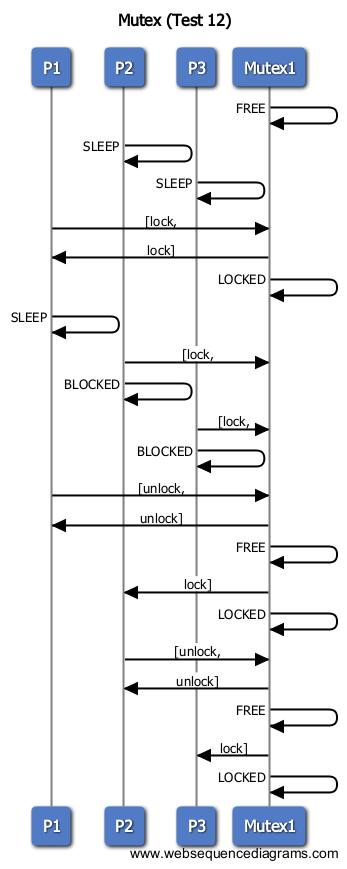 Mutex (Test 12)
P1 P2 P3 Mutex1
FREE
SLEEP
SLEEP
[lock,
lock]
LOCKED
SLEEP
[lock,
BLOCKED
[lock,
BLOCKED
[unlock,
unlock]
FREE
lock]
LOCKED
[unlock,
unlock]
FREE
lock]
LOCKED
P1 P2 P3 Mutex1
www.websequencediagrams.com